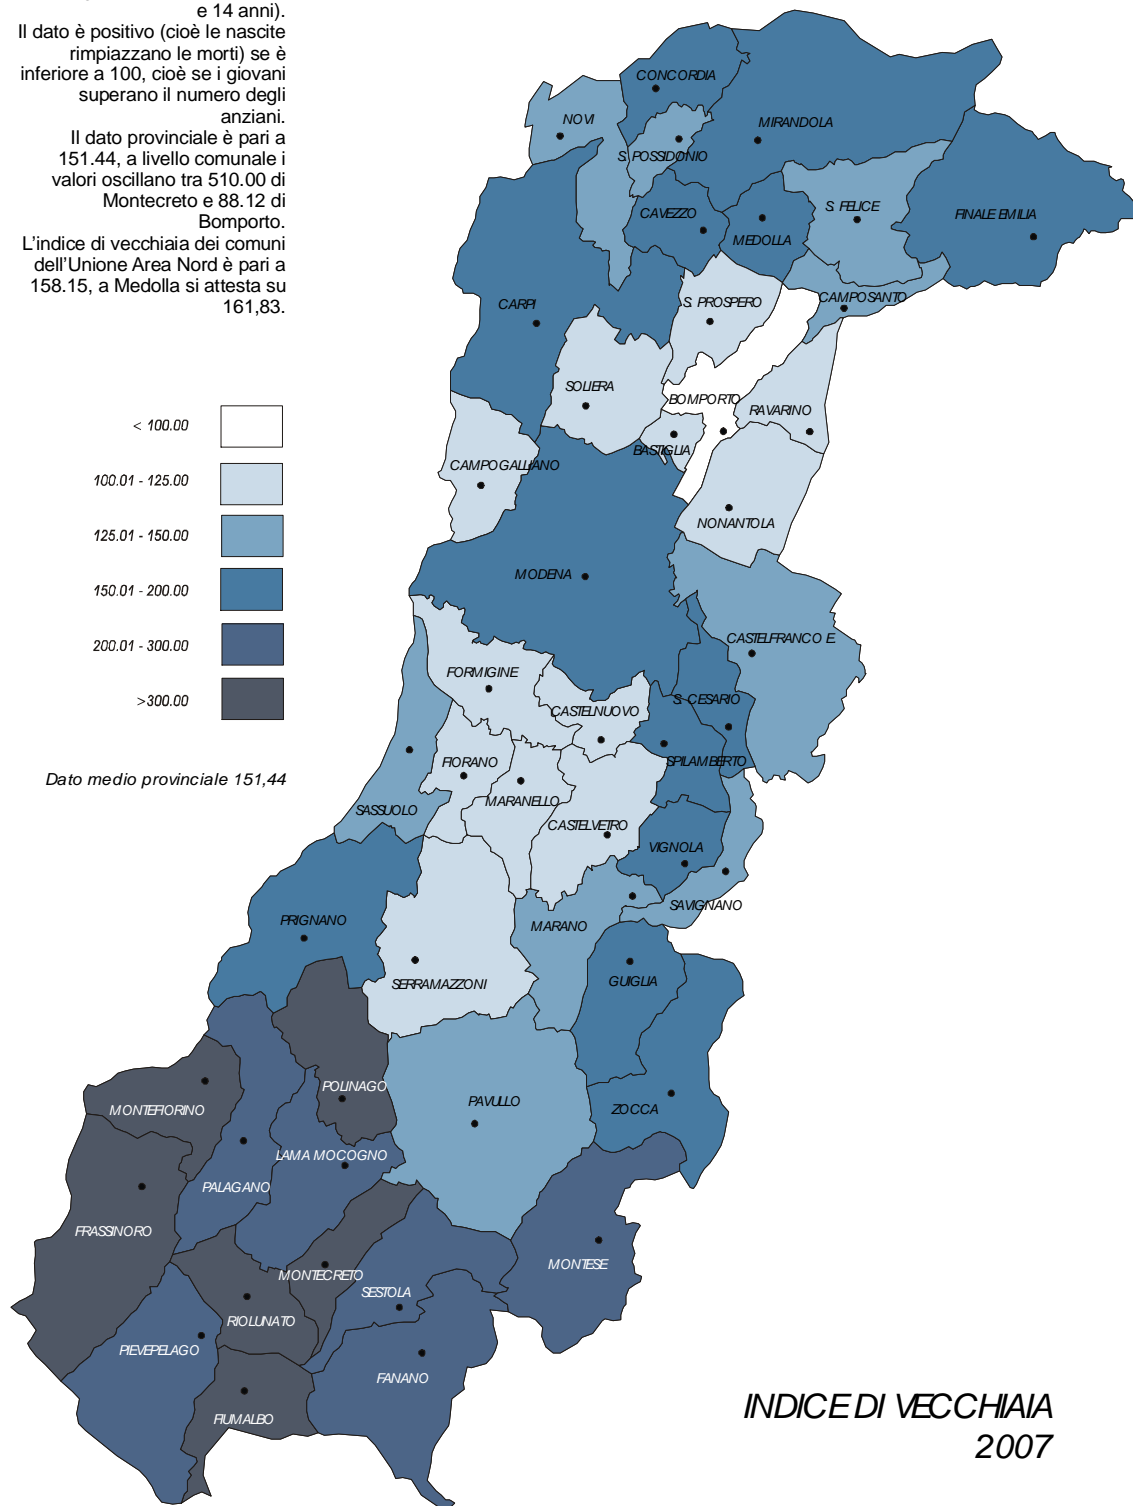 e 14 anni).
Il dato è positivo (cioè le nascite
rimpiazzano le morti) se è
inferiore a 100, cioè se i giovani
superano il numero degli
anziani.
Il dato provinciale è pari a
151.44, a livello comunale i
valori oscillano tra 510.00 di
Montecreto e 88.12 di
Bomporto.
L'indice di vecchiaia dei comuni
dell'Unione Area Nord è pari a
158.15, a Medolla si attesta su
161,83.
< 100.00
100.01 - 125.00
125.01 - 150.00
150.01 - 200.00
200.01 - 300.00
>300.00
Dato medio provinciale 151,44
CONCORDIA
NOVI
MIRANDOLA
S. POSSIDONIO
CAVEZZO
MEDOLLA
S. FELICE
FINALE EMILIA
CARPI
S. PROSPERO
CAMPOSANTO
SOLIERA
BOMPORTO
RAVARINO
BASTIGLIA
CAMPOGALLIANO
NONANTOLA
MODENA
CASTELFRANCO E.
FORMIGINE
CASTELNUOVO
S. CESARIO
FIORANO
SPILAMBERTO
MARANELLO
SASSUOLO
CASTELVETRO
VIGNOLA
SAVIGNANO
PRIGNANO
MARANO
SERRAMAZZONI
GUIGLIA
POLINAGO
MONTEFIORINO
PAVULLO
ZOCCA
LAMA MOCOGNO
PALAGANO
FRASSINORO
MONTECRETO
MONTESE
SESTOLA
RIOLUNATO
PIEVEPELAGO
FANANO
FIUMALBO
INDICE DI VECCHIAIA
2007